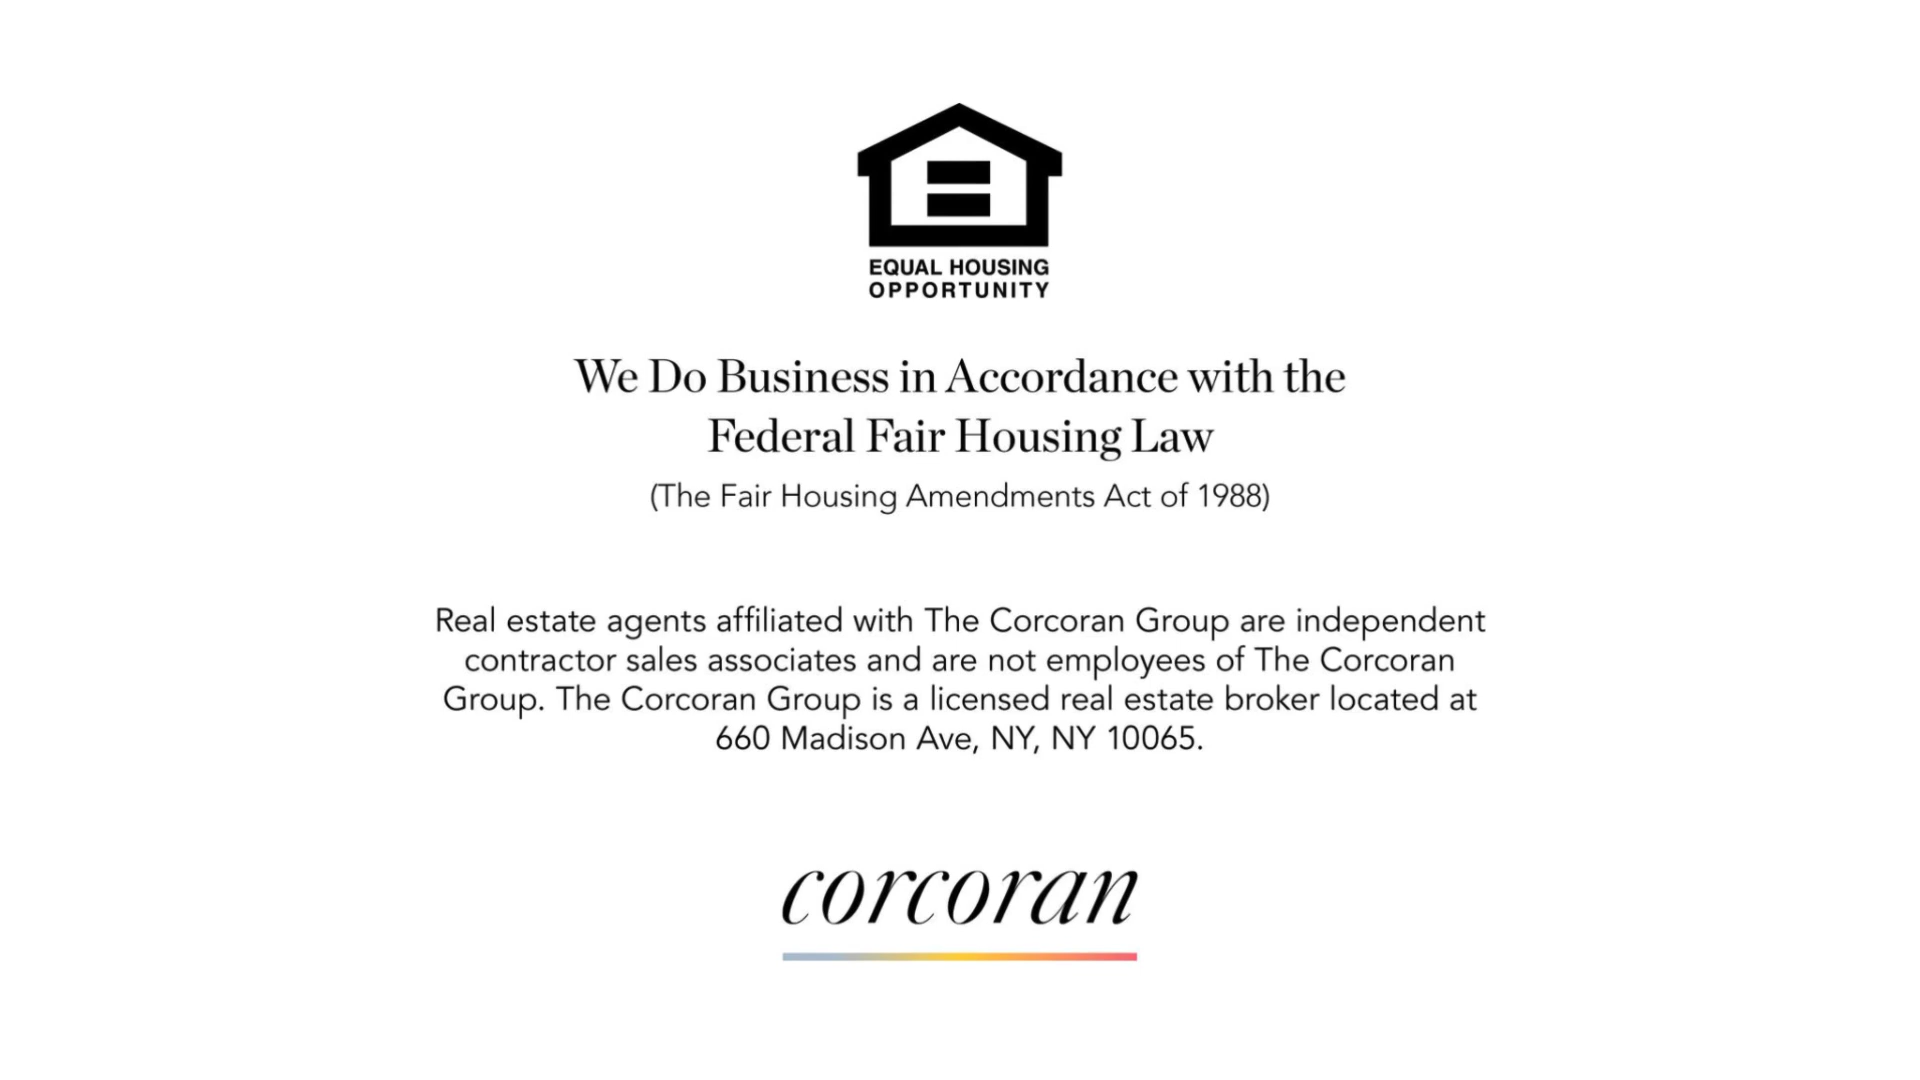 EQUAL HOUSING
OPPORTUNITY
We Do Business in Accordance with the
Federal Fair Housing Law
(The Fair Housing Amendments Act of 1988)
Real estate agents affiliated with The Corcoran Group are independent
contractor sales associates and are not employees of The Corcoran
Group. The Corcoran Group is a licensed real estate broker located at
660 Madison Ave, NY, NY 10065.
corcoran